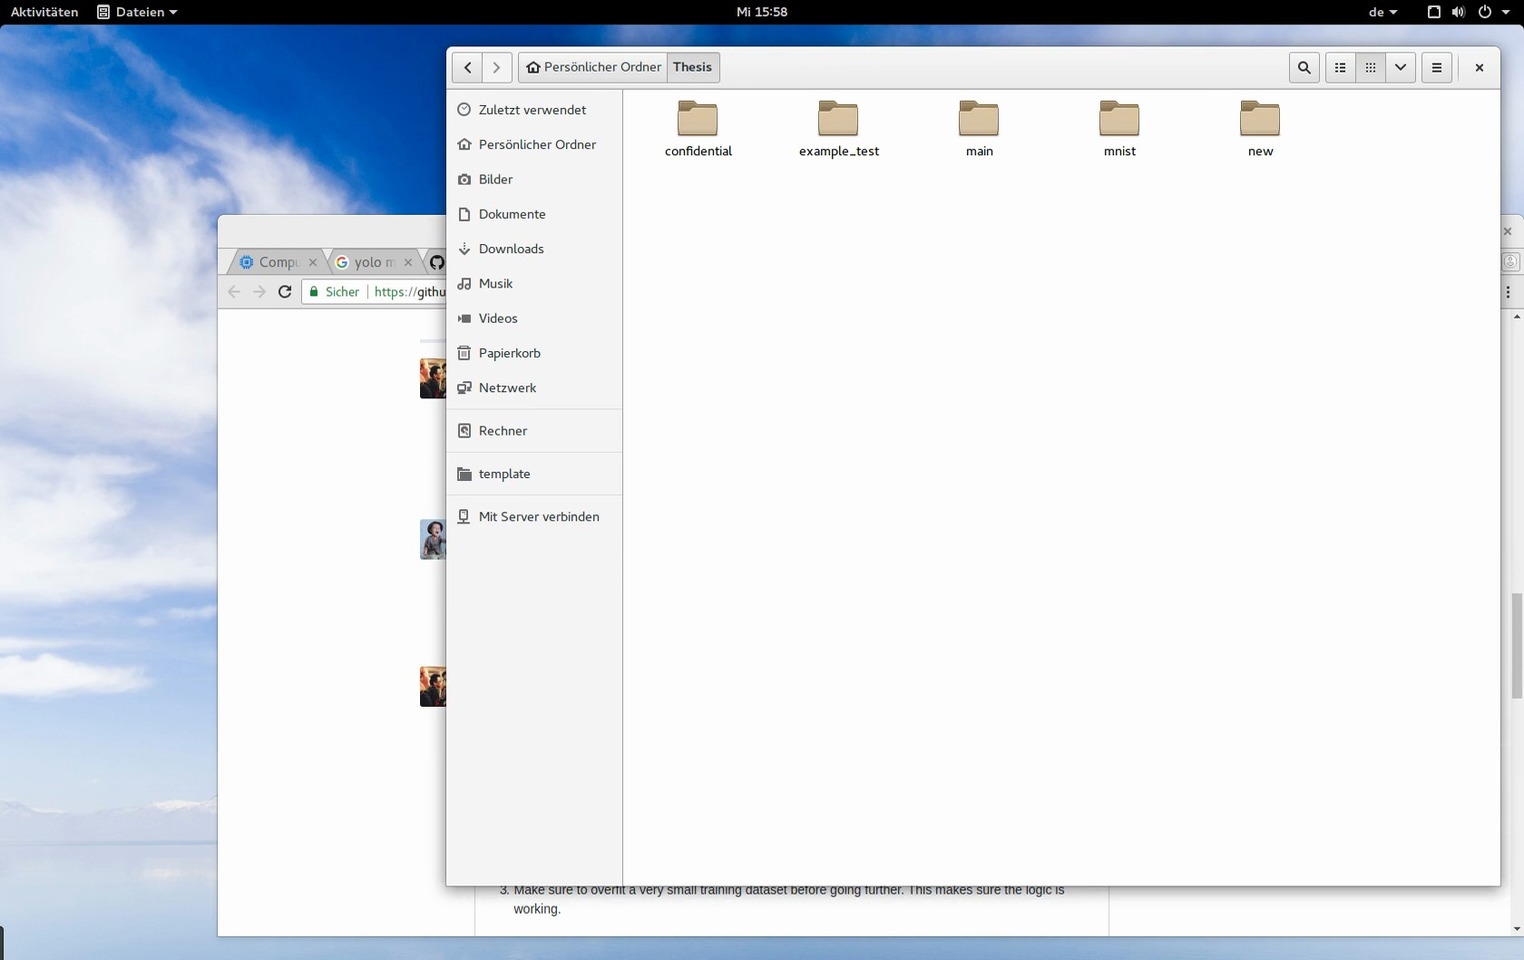 Aktivitäten Dateien Mi 15:58 de
Persönlicher Ordner Thesis
Zuletzt verwendet
Persönlicher Ordner
Bilder
Dokumente
Downloads
Musik
Videos
Papierkorb
Netzwerk
Rechner
template
Mit Server verbinden
confidential example_test main mnist new
Compu yolo m
Sicher https://githu
3. Make sure to overfit a very small training dataset before going further. This makes sure the logic is
working.